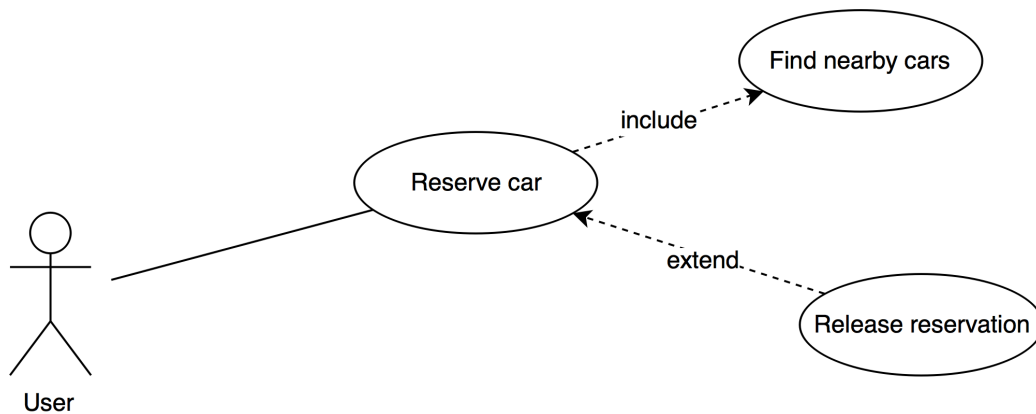 Find nearby cars
include
Reserve car
extend
Release reservation
User